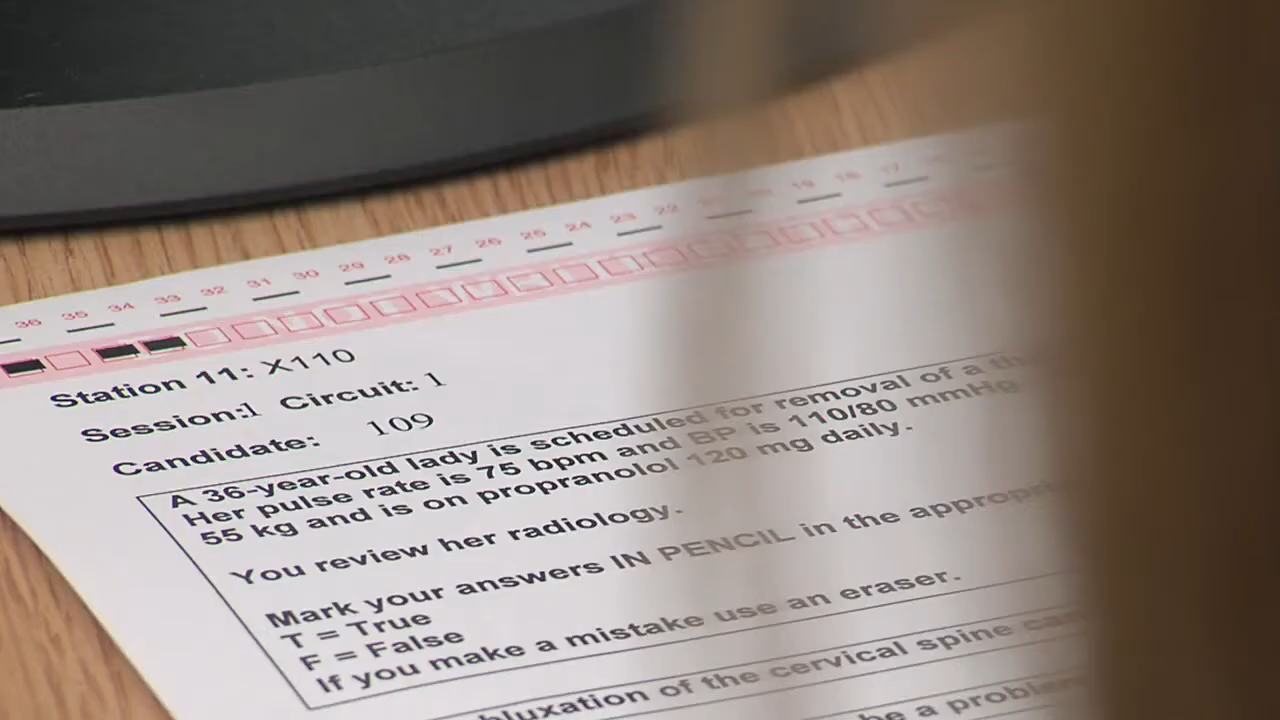 36 35 34 33 32 31 30 29 28 27 26 25 24 23 22 19 18 17
Station 11: X110
Session:1 Circuit: 1
Candidate: 109
A 36-year-old lady is scheduled for removal of a
Her pulse rate is 75 bpm and BP is 110/80 mmHg
55 kg and is on propranolol 120 mg daily.
You review her radiology.
Mark your answers IN PENCIL in the
T = True
F = False
If you make a mistake use an eraser.
of the cervical spine
be a